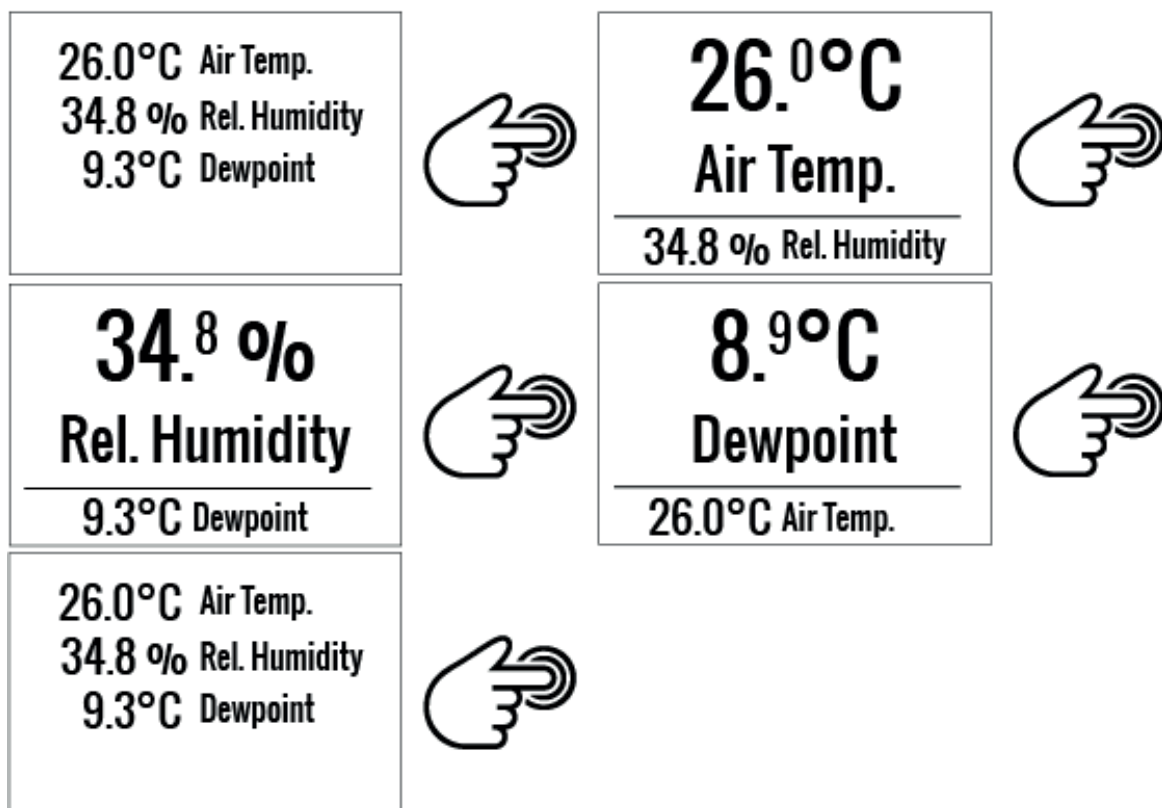 26.0°C Air Temp.
34.8 % Rel. Humidity
9.3°C Dewpoint
26.0°C
Air Temp.
34.8 % Rel. Humidity
34.8 %
Rel. Humidity
9.3°C Dewpoint
8.9°C
Dewpoint
26.0°C Air Temp.
26.0°C Air Temp.
34.8 % Rel. Humidity
9.3°C Dewpoint